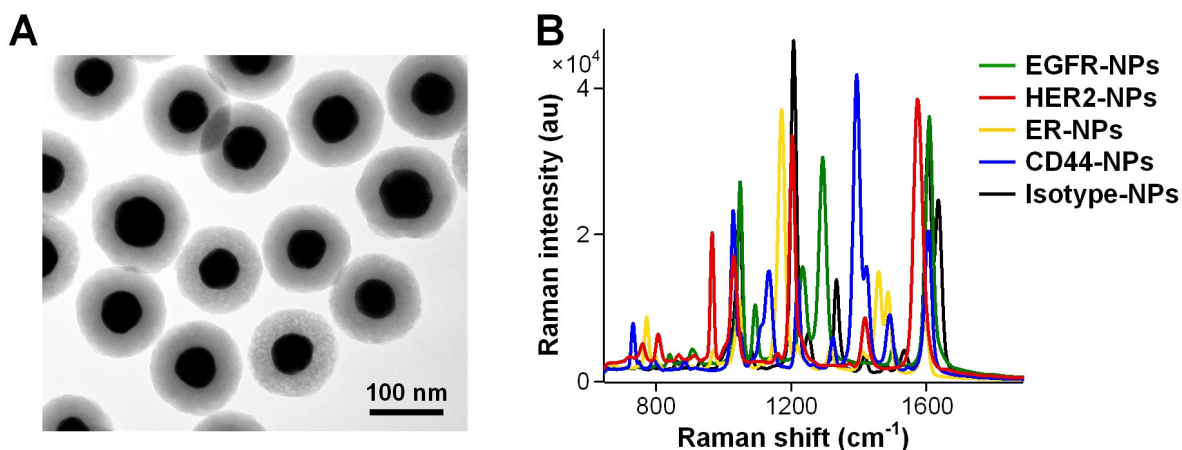 A
100 nm
B
×10⁴
4
2
0
Raman intensity (au)
800
1200
1600
Raman shift (cm⁻¹)
EGFR-NPs
HER2-NPs
ER-NPs
CD44-NPs
Isotype-NPs